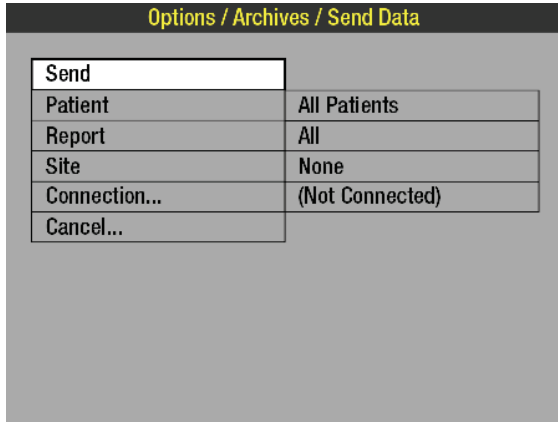 Options / Archives / Send Data
Send
Patient All Patients
Report All
Site None
Connection... (Not Connected)
Cancel...